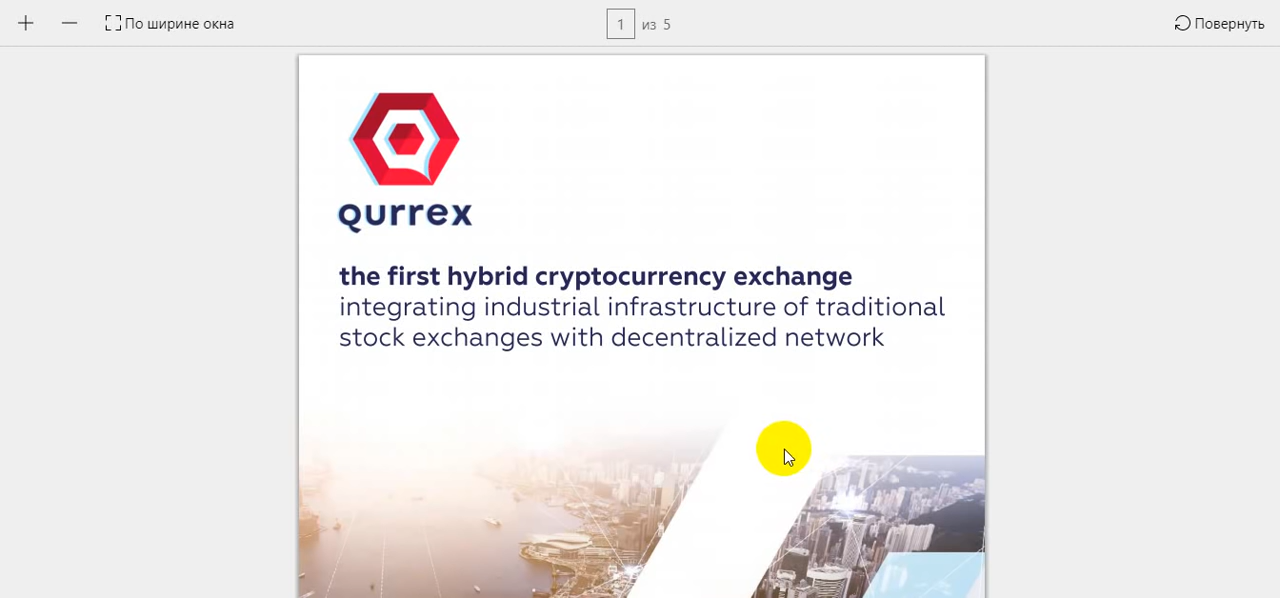 По ширине окна
1 из 5
Повернуть
qurrex
the first hybrid cryptocurrency exchange
integrating industrial infrastructure of traditional
stock exchanges with decentralized network